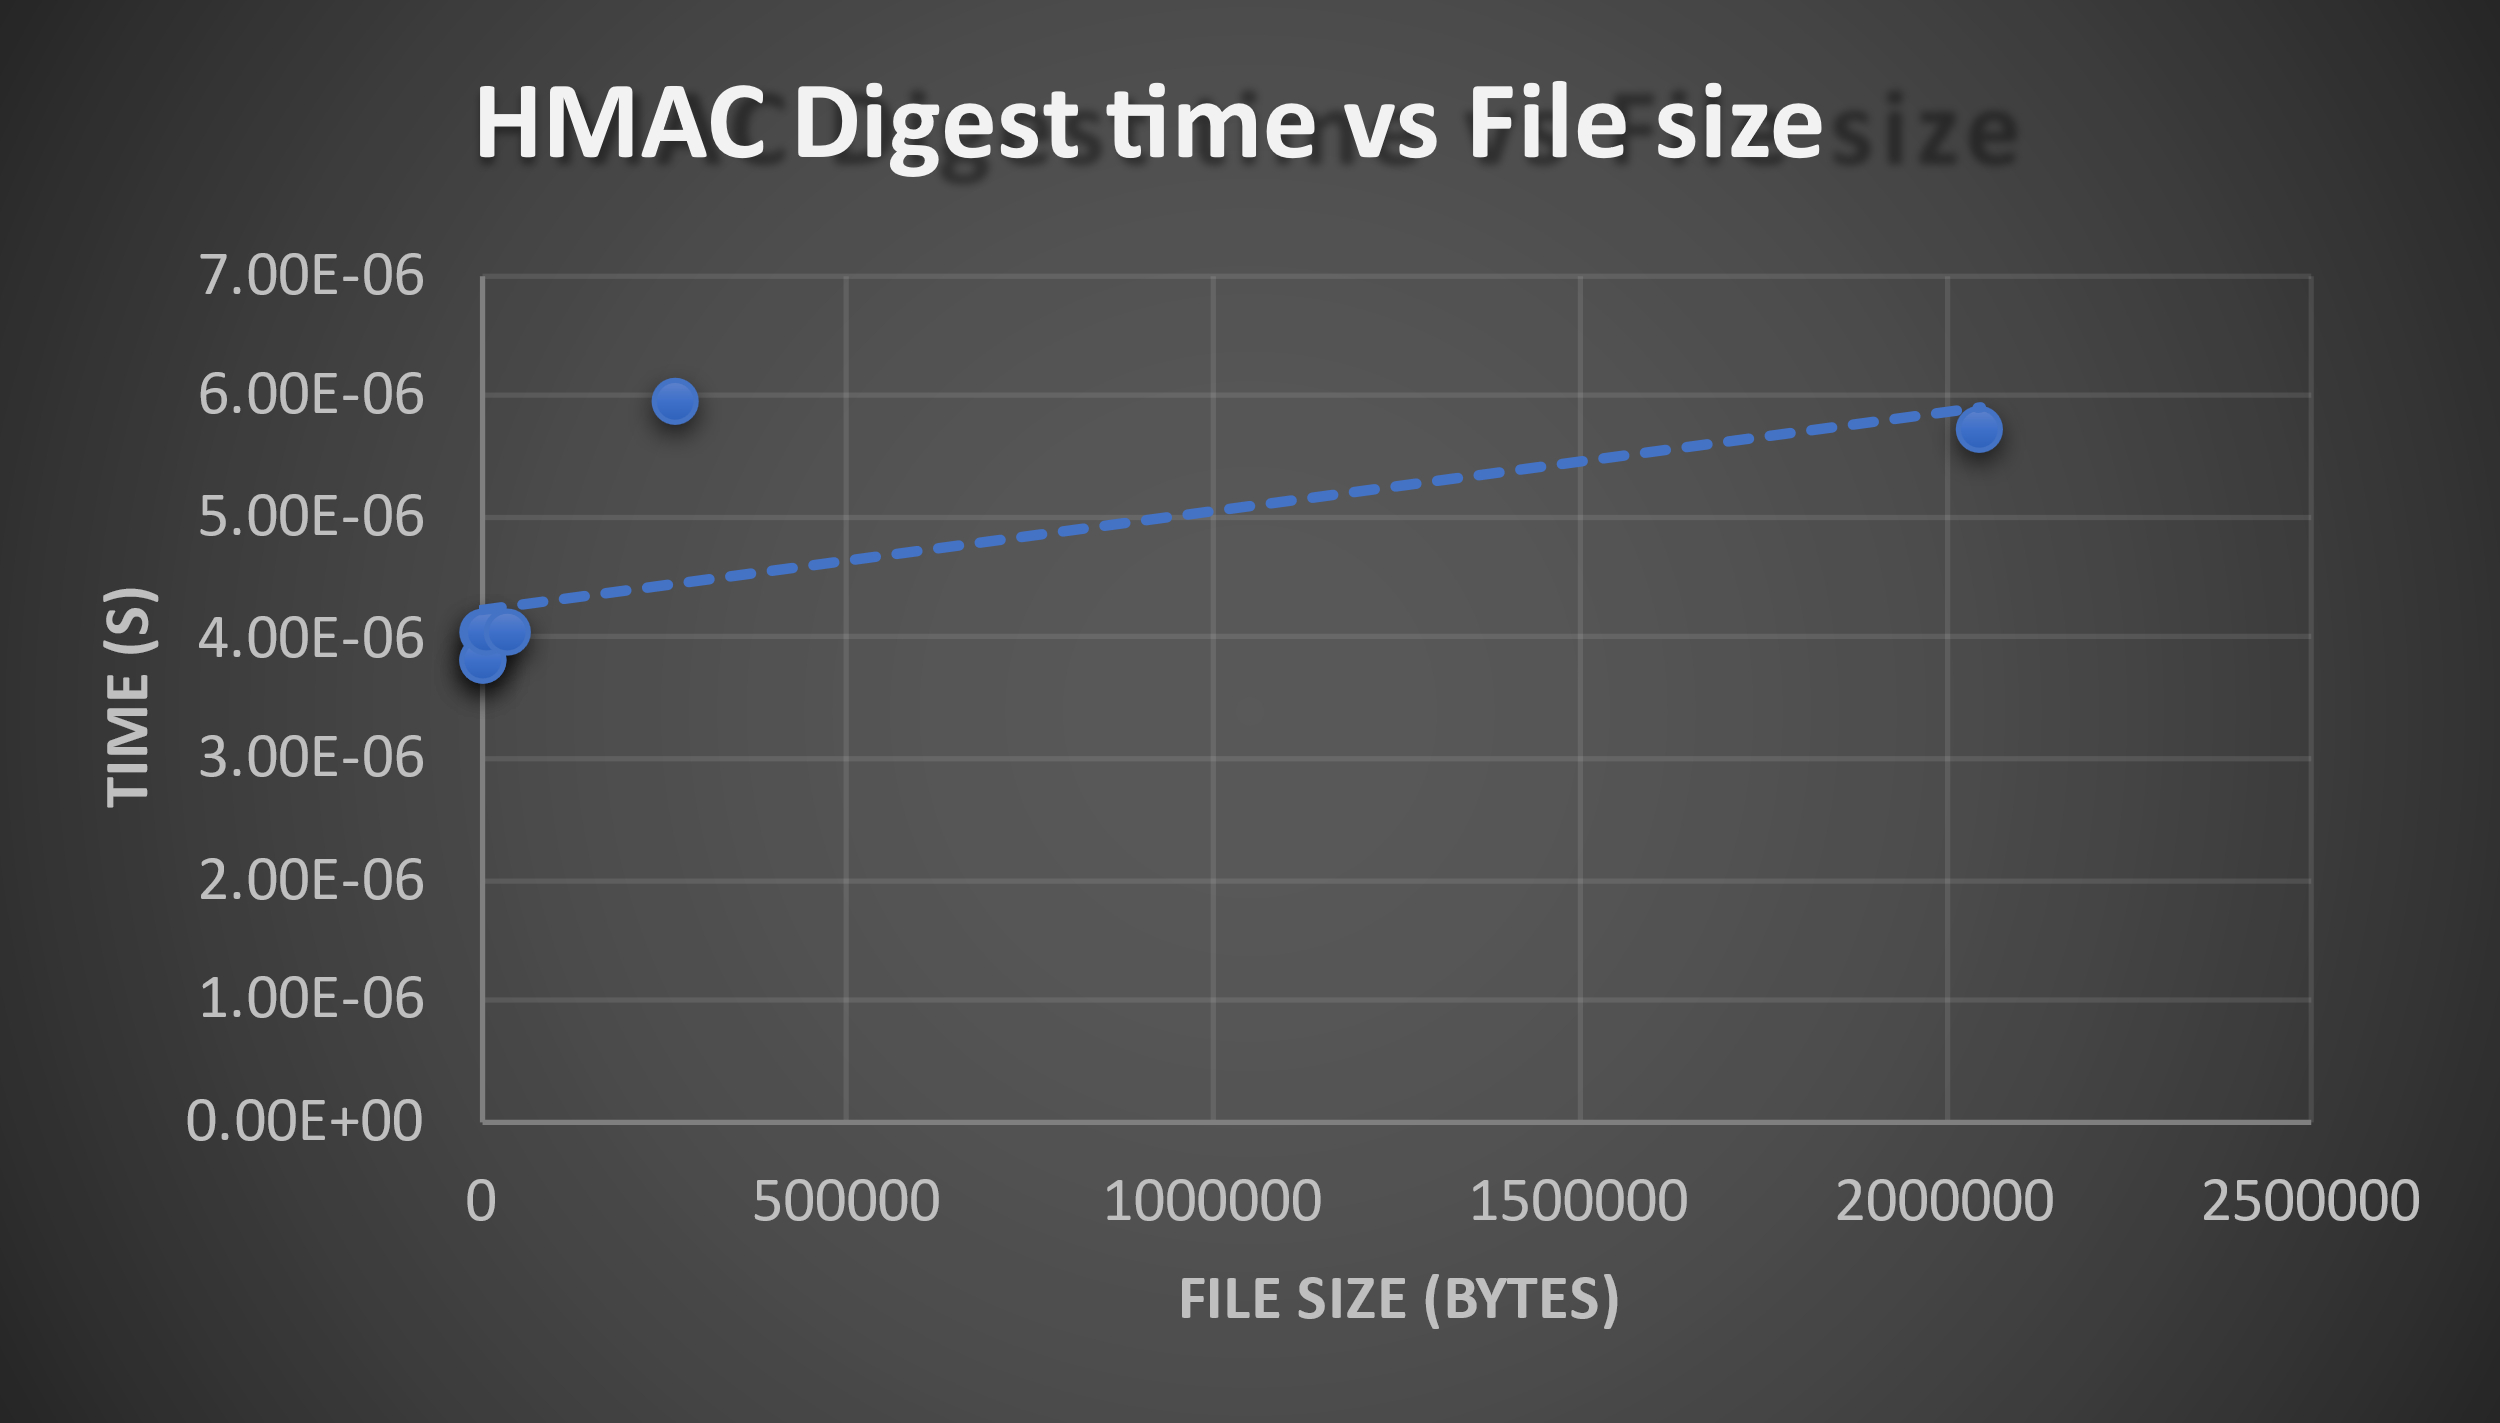 HMAC Digest time vs File size
7.00E-06
6.00E-06
5.00E-06
4.00E-06
3.00E-06
2.00E-06
1.00E-06
0.00E+00
TIME (S)
0 500000 1000000 1500000 2000000 2500000
FILE SIZE (BYTES)